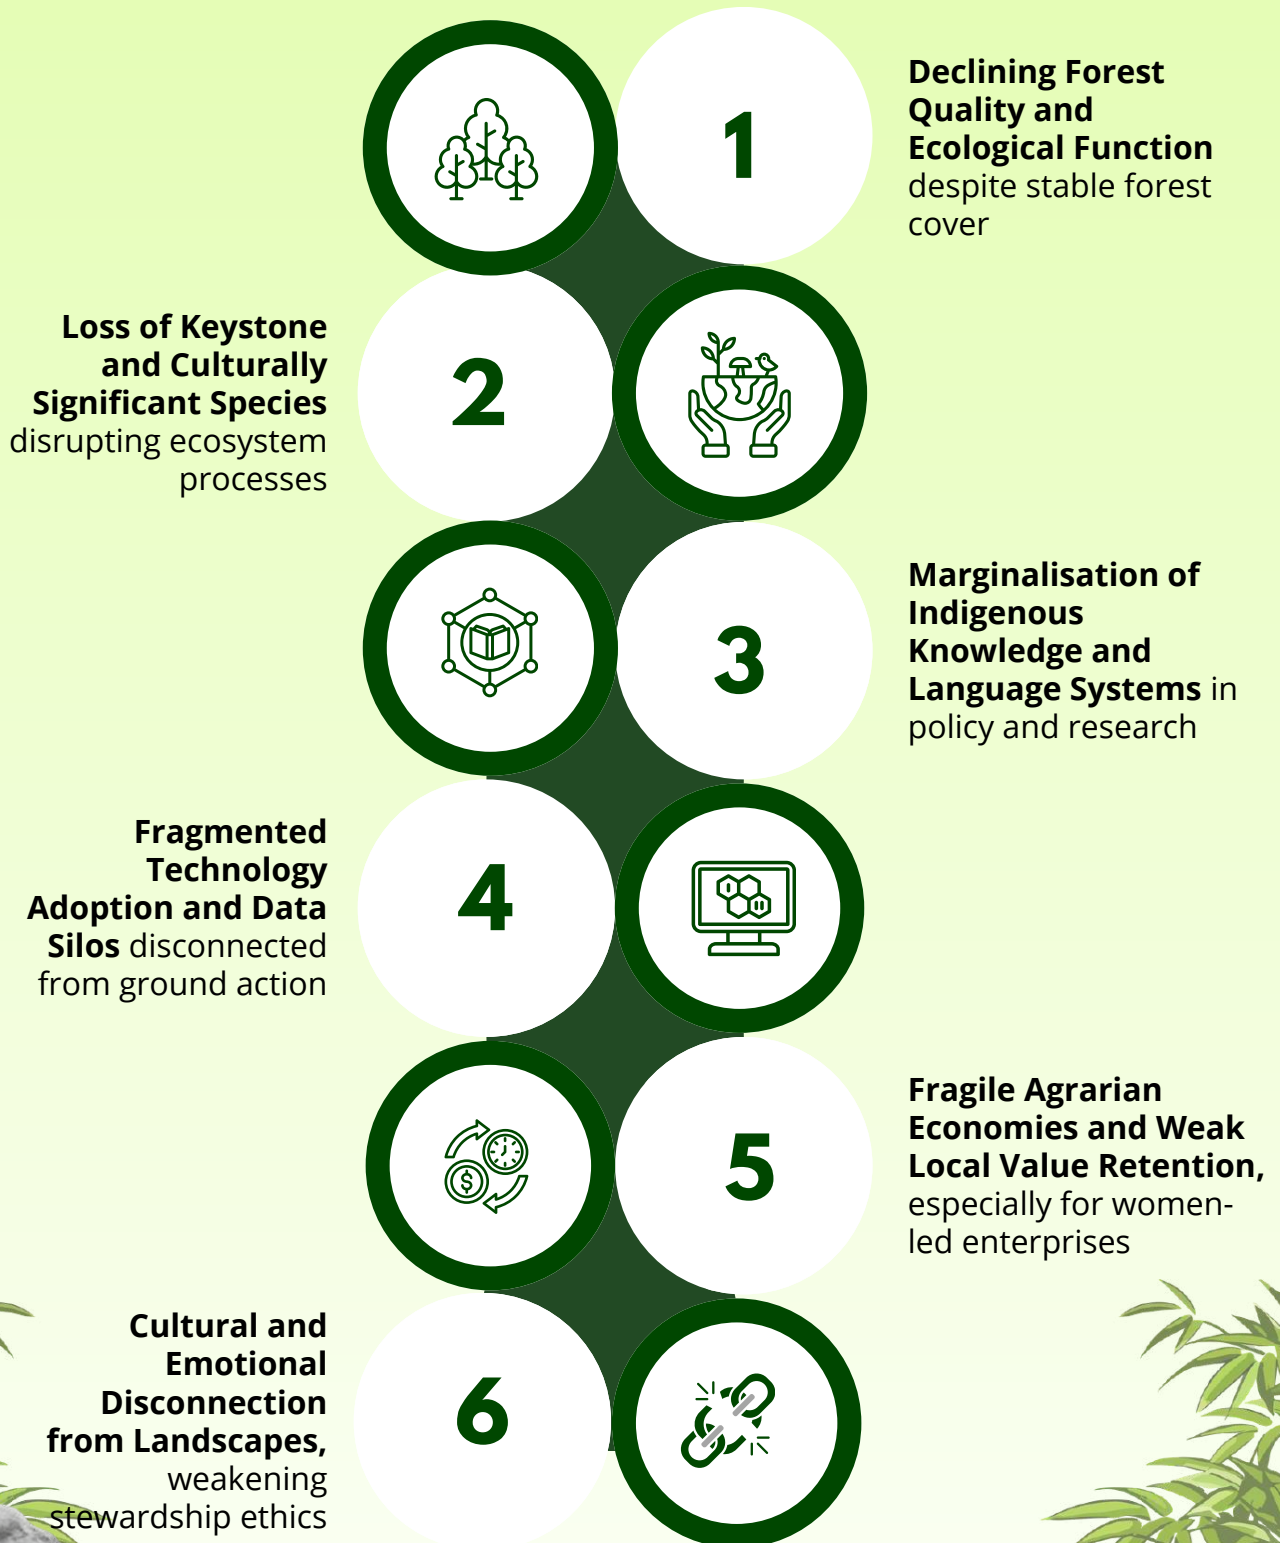 1
Declining Forest
Quality and
Ecological Function
despite stable forest
cover
2
Loss of Keystone
and Culturally
Significant Species
disrupting ecosystem
processes
3
Marginalisation of
Indigenous
Knowledge and
Language Systems in
policy and research
4
Fragmented
Technology
Adoption and Data
Silos disconnected
from ground action
5
Fragile Agrarian
Economies and Weak
Local Value Retention,
especially for women-
led enterprises
6
Cultural and
Emotional
Disconnection
from Landscapes,
weakening
stewardship ethics
$